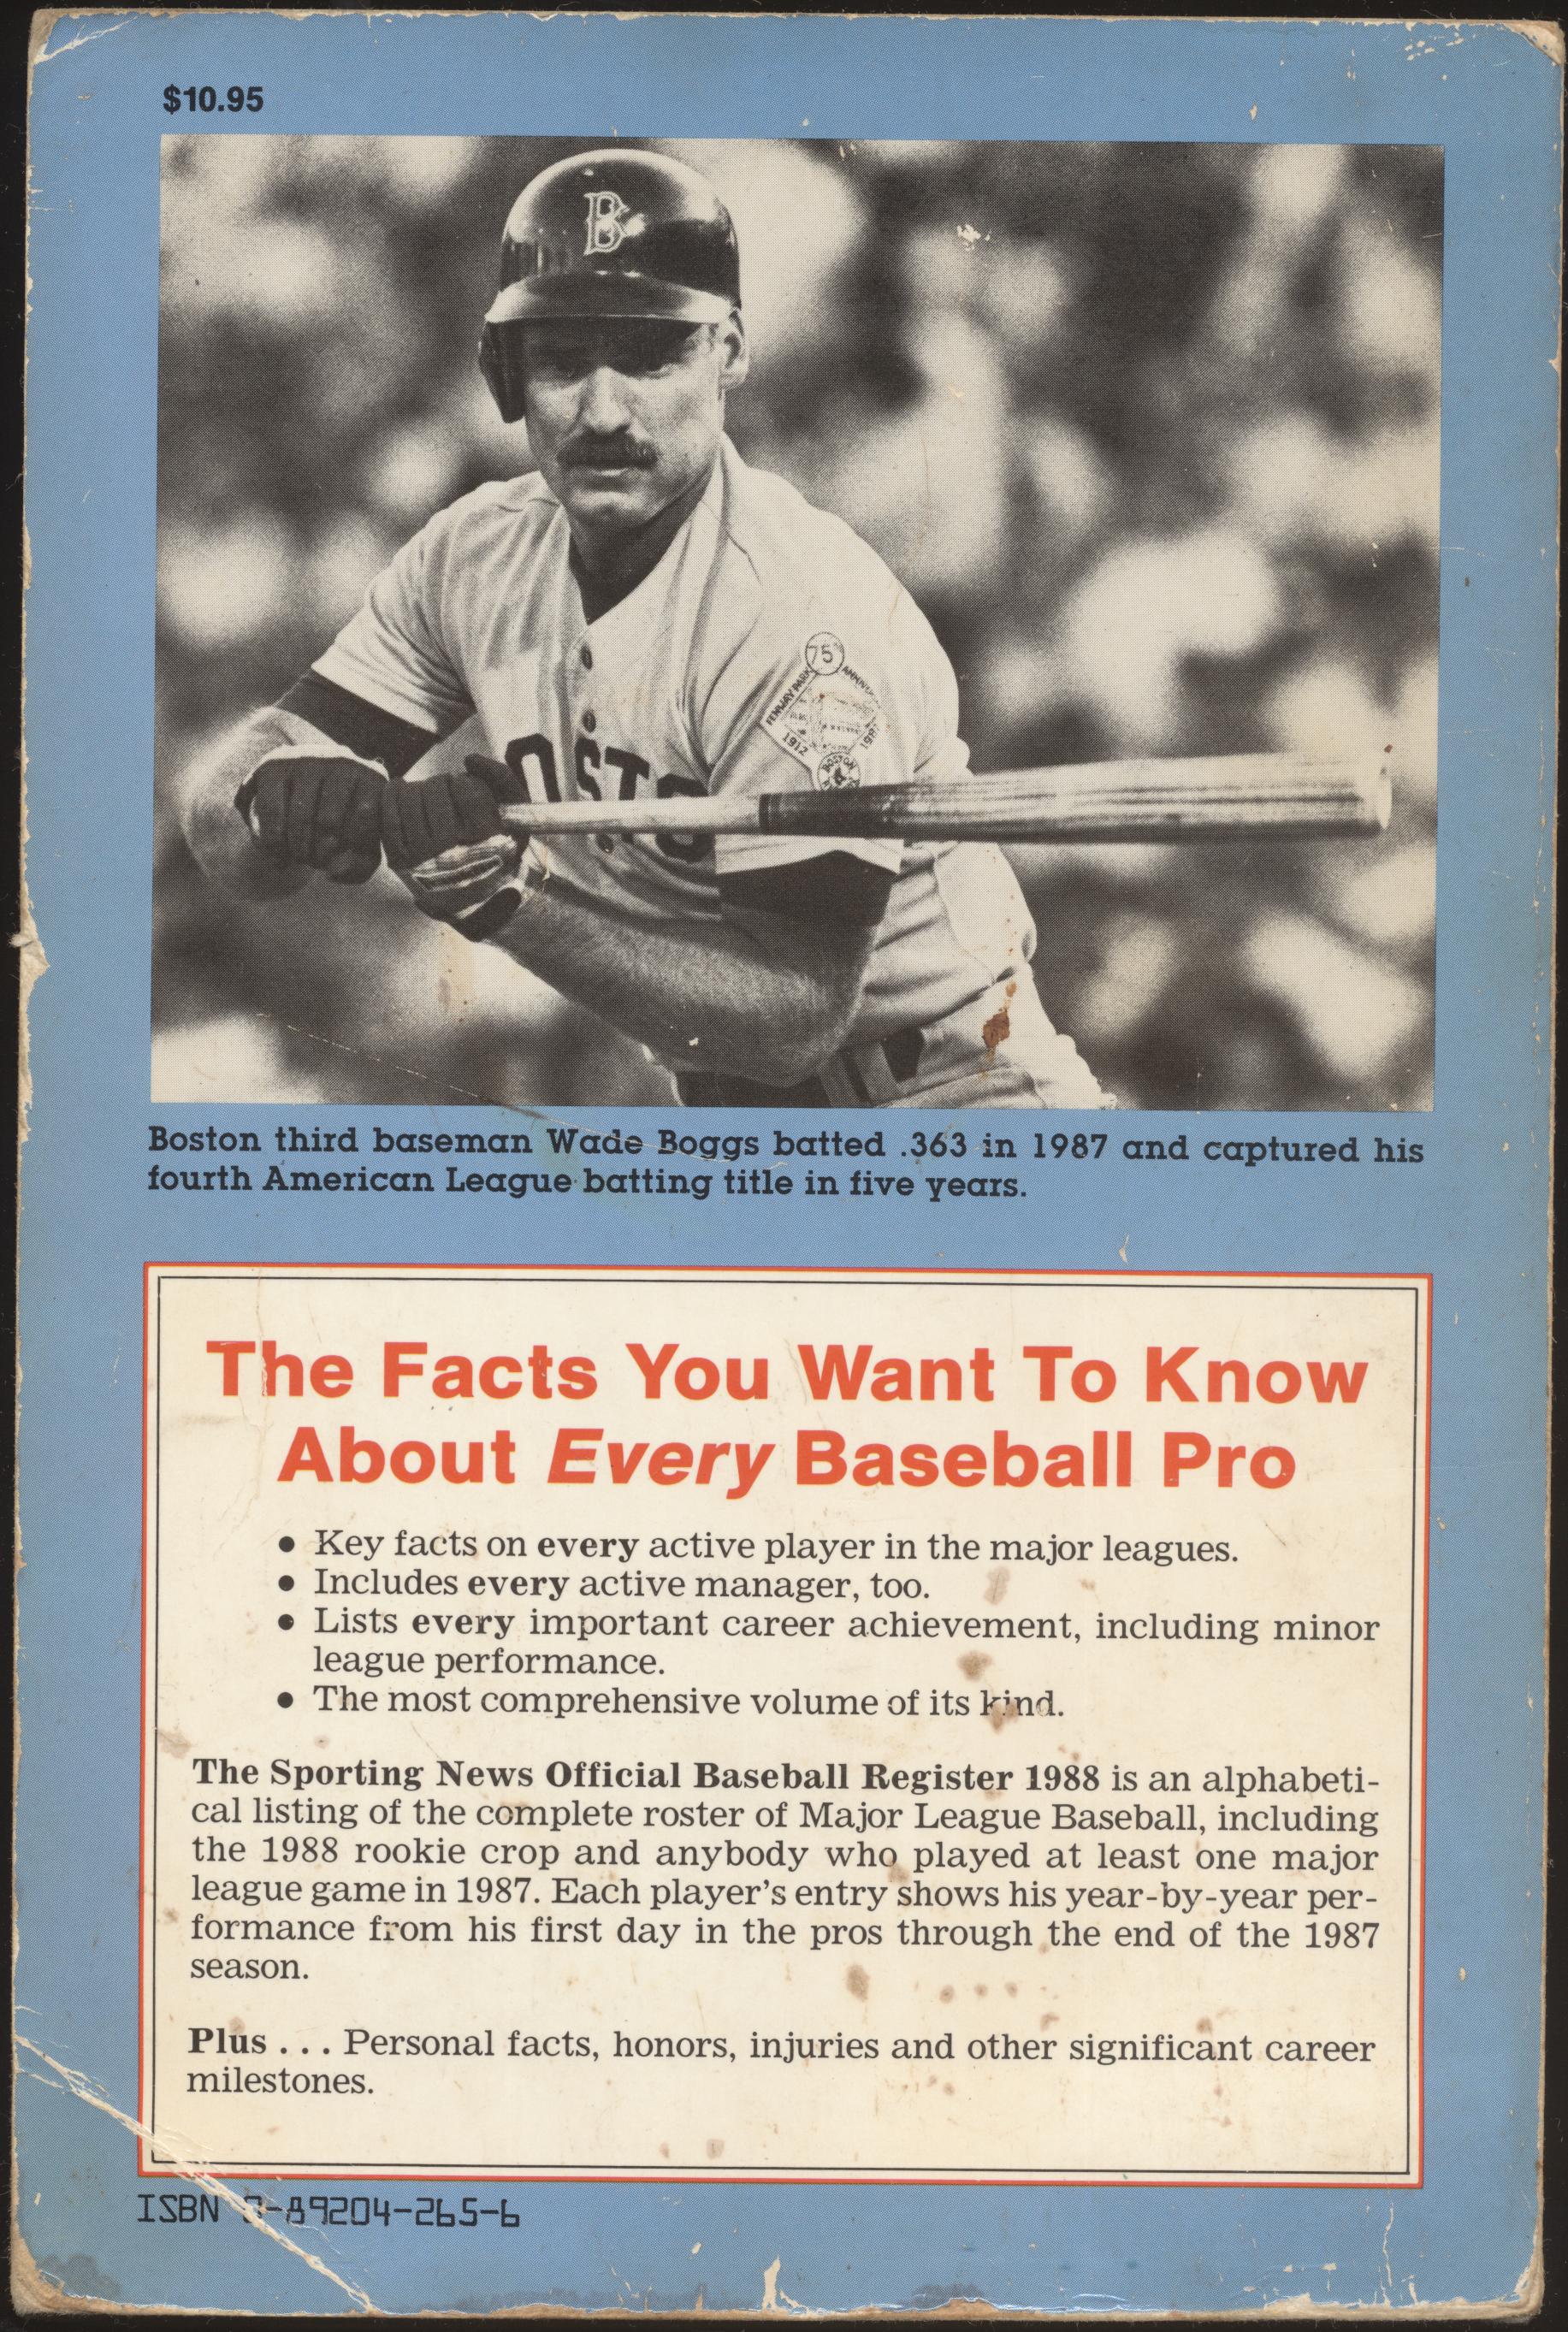 $10.95
B
75
FENWAY PARK
1912
BOSTON
OSTO
Boston third baseman Wade Boggs batted .363 in 1987 and captured his
fourth American League batting title in five years.
The Facts You Want To Know
About Every Baseball Pro
● Key facts on every active player in the major leagues.
● Includes every active manager, too.
● Lists every important career achievement, including minor
league performance.
● The most comprehensive volume of its kind.
The Sporting News Official Baseball Register 1988 is an alphabeti-
cal listing of the complete roster of Major League Baseball, including
the 1988 rookie crop and anybody who played at least one major
league game in 1987. Each player's entry shows his year-by-year per-
formance from his first day in the pros through the end of the 1987
season.
Plus . . . Personal facts, honors, injuries and other significant career
milestones.
ISBN 0-89204-265-6